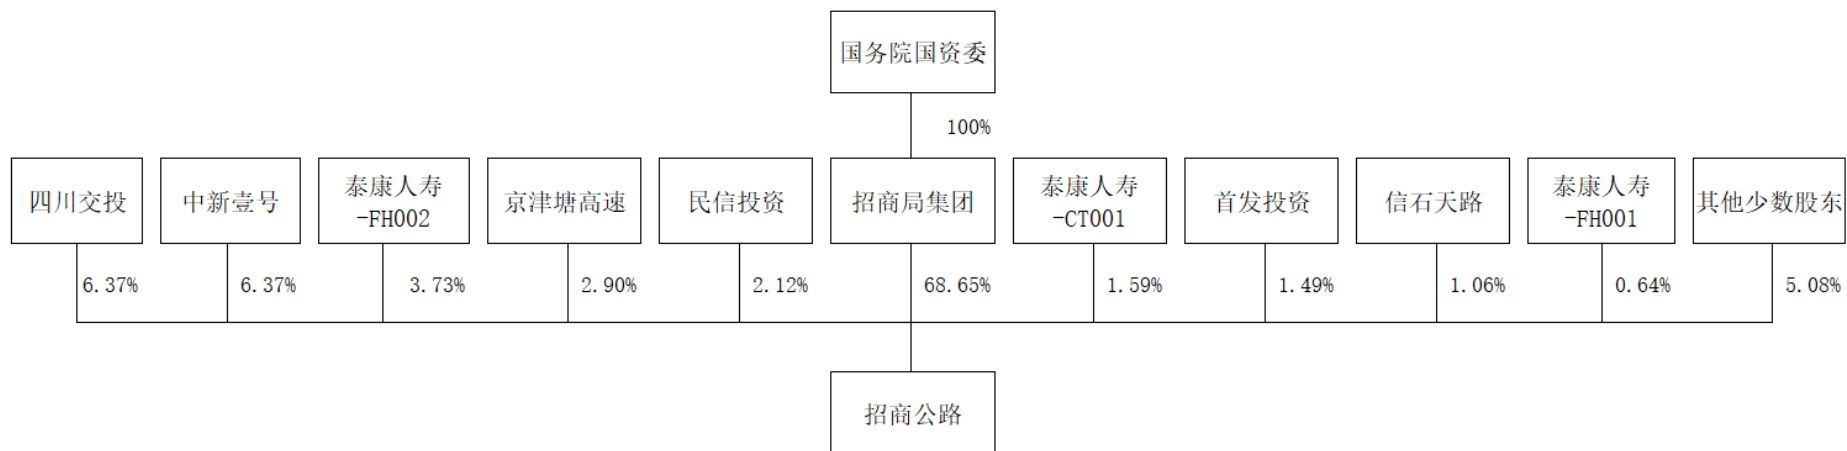 国务院国资委
100%
四川交投
中新壹号
泰康人寿
-FH002
京津塘高速
民信投资
招商局集团
泰康人寿
-CT001
首发投资
信石天路
泰康人寿
-FH001
其他少数股东
6.37%
6.37%
3.73%
2.90%
2.12%
68.65%
1.59%
1.49%
1.06%
0.64%
5.08%
招商公路